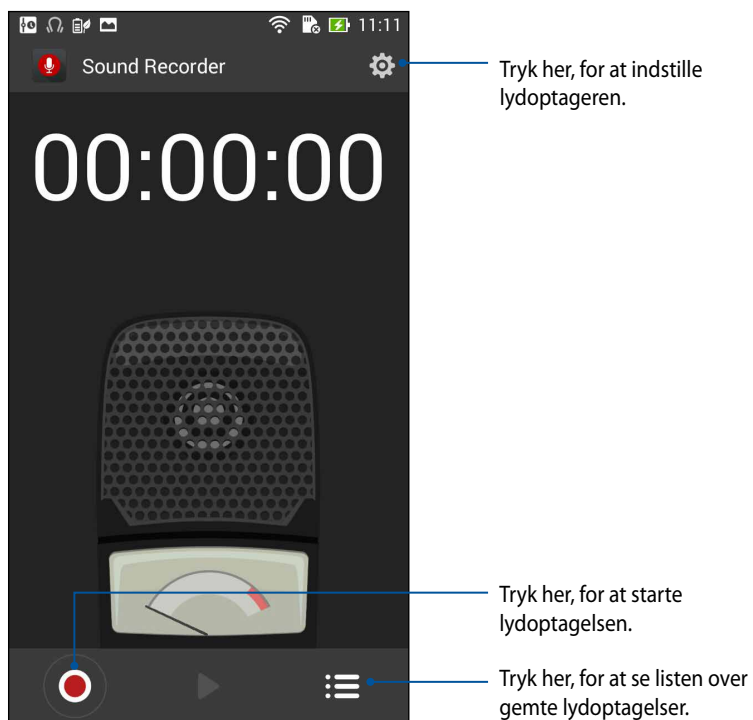 11:11
Sound Recorder
Tryk her, for at indstille
lydoptageren.
00:00:00
Tryk her, for at starte
lydoptagelsen.
Tryk her, for at se listen over
gemte lydoptagelser.